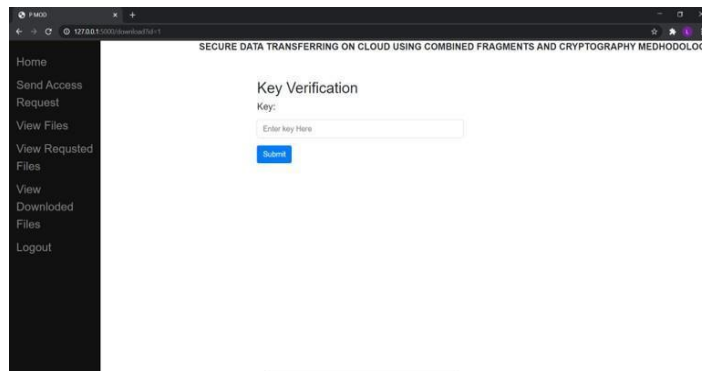 PMOD
127.0.0.1:5000/download?id=1
SECURE DATA TRANSFERRING ON CLOUD USING COMBINED FRAGMENTS AND CRYPTOGRAPHY MEDHODOLOG
Home
Send Access
Request
View Files
View Requsted
Files
View
Downloded
Files
Logout
Key Verification
Key:
Enter key Here
Submit